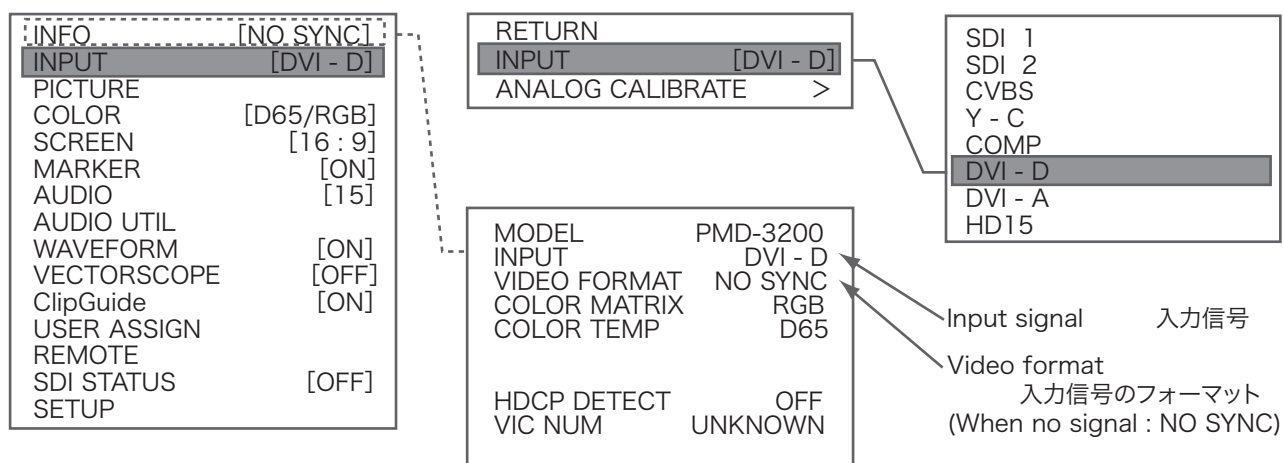 INFO [NO SYNC]
INPUT [DVI - D]
PICTURE
COLOR [D65/RGB]
SCREEN [16 : 9]
MARKER [ON]
AUDIO [15]
AUDIO UTIL
WAVEFORM [ON]
VECTORSCOPE [OFF]
ClipGuide [ON]
USER ASSIGN
REMOTE
SDI STATUS [OFF]
SETUP
RETURN
INPUT [DVI - D]
ANALOG CALIBRATE >
SDI 1
SDI 2
CVBS
Y - C
COMP
DVI - D
DVI - A
HD15
MODEL PMD-3200
INPUT DVI - D
VIDEO FORMAT NO SYNC
COLOR MATRIX RGB
COLOR TEMP D65
HDCP DETECT OFF
VIC NUM UNKNOWN
Input signal 入力信号
Video format
入力信号のフォーマット
(When no signal : NO SYNC)